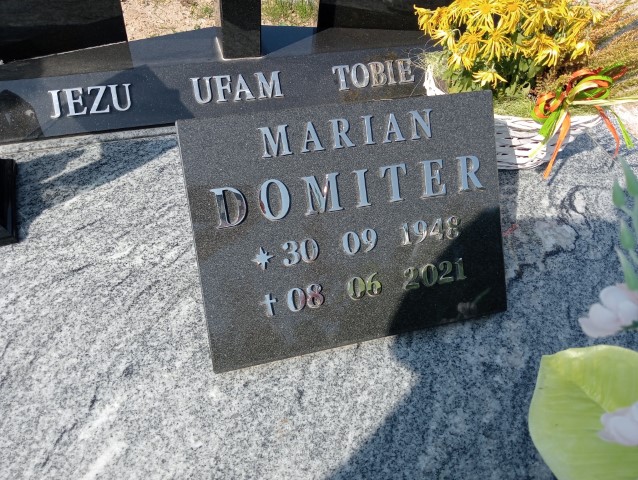 JEZU UFAM TOBIE
MARIAN
DOMITER
* 30 09 1948
† 08 06 2021